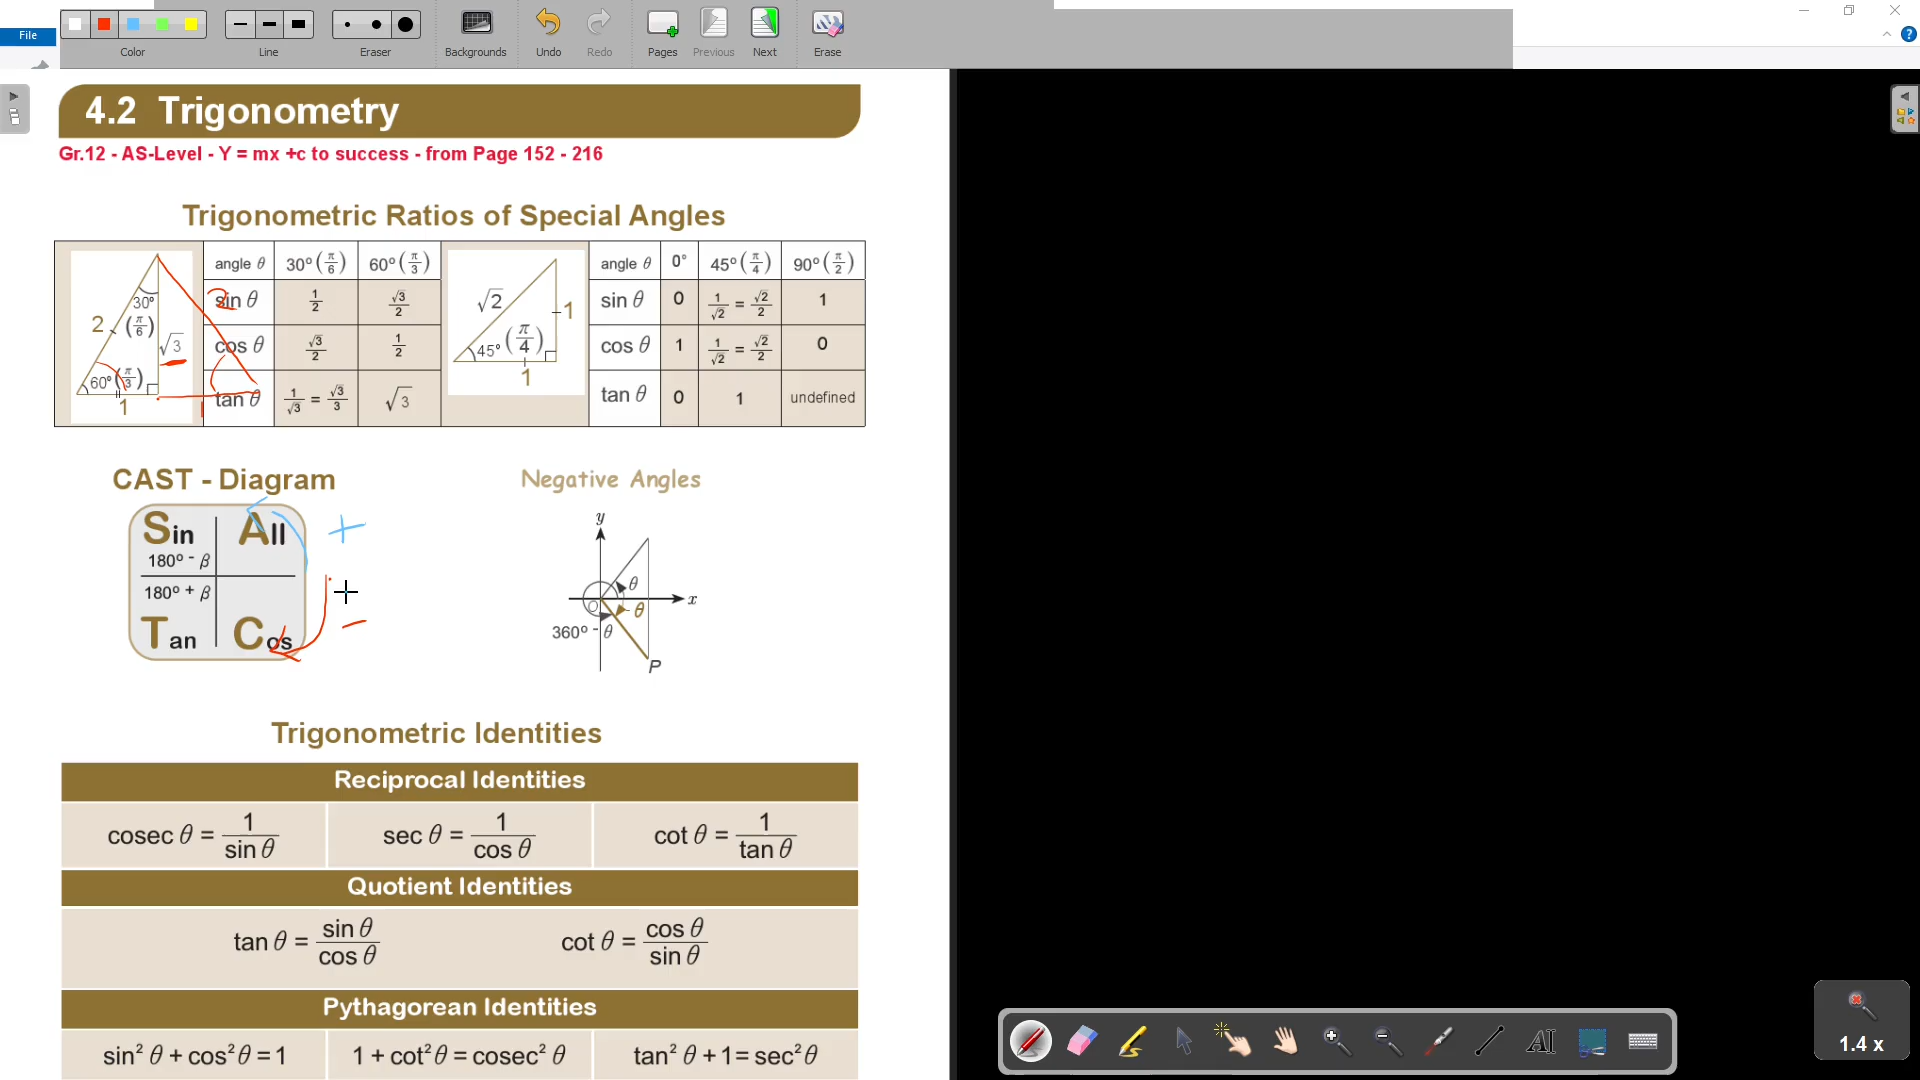 File
Color
Line
Eraser
Backgrounds
Undo
Redo
Pages
Previous
Next
Erase
?
4.2 Trigonometry
Gr.12 - AS-Level - Y = mx +c to success - from Page 152 - 216
Trigonometric Ratios of Special Angles
angle θ 30° (π/6) 60° (π/3)
sin θ 1/2 √3/2
cos θ √3/2 1/2
tan θ 1/√3 = √3/3 √3
30°
(π/6)
2
√3
60° (π/3)
1
2
√2
1
45° (π/4)
1
angle θ 0° 45° (π/4) 90° (π/2)
sin θ 0 1/√2 = √2/2 1
cos θ 1 1/√2 = √2/2 0
tan θ 0 1 undefined
CAST - Diagram
Sin All
180° - β
180° + β
Tan Cos
+
−
Negative Angles
y
θ
x
O
- θ
360° - θ
P
Trigonometric Identities
Reciprocal Identities
cosec θ = 1/sin θ sec θ = 1/cos θ cot θ = 1/tan θ
Quotient Identities
tan θ = sin θ/cos θ cot θ = cos θ/sin θ
Pythagorean Identities
sin² θ + cos² θ = 1 1 + cot² θ = cosec² θ tan² θ + 1 = sec² θ
AI
1.4 x